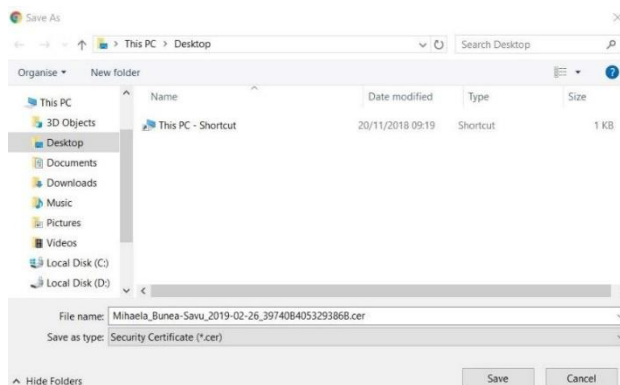 Save As
This PC > Desktop
Search Desktop
Organise
New folder
Name
Date modified
Type
Size
This PC
3D Objects
Desktop
Documents
Downloads
Music
Pictures
Videos
Local Disk (C:)
Local Disk (D:)
This PC - Shortcut
20/11/2018 09:19
Shortcut
1 KB
File name: Mihaela_Bunea-Savu_2019-02-26_39740B405329386B.cer
Save as type: Security Certificate (*.cer)
Hide Folders
Save
Cancel